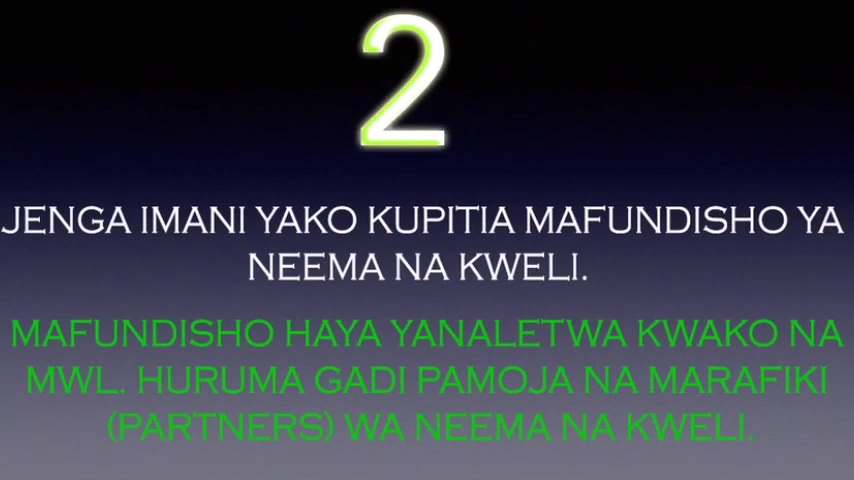 2
JENGA IMANI YAKO KUPITIA MAFUNDISHO YA
NEEMA NA KWELI.
MAFUNDISHO HAYA YANALETWA KWAKO NA
MWL. HURUMA GADI PAMOJA NA MARAFIKI
(PARTNERS) WA NEEMA NA KWELI.